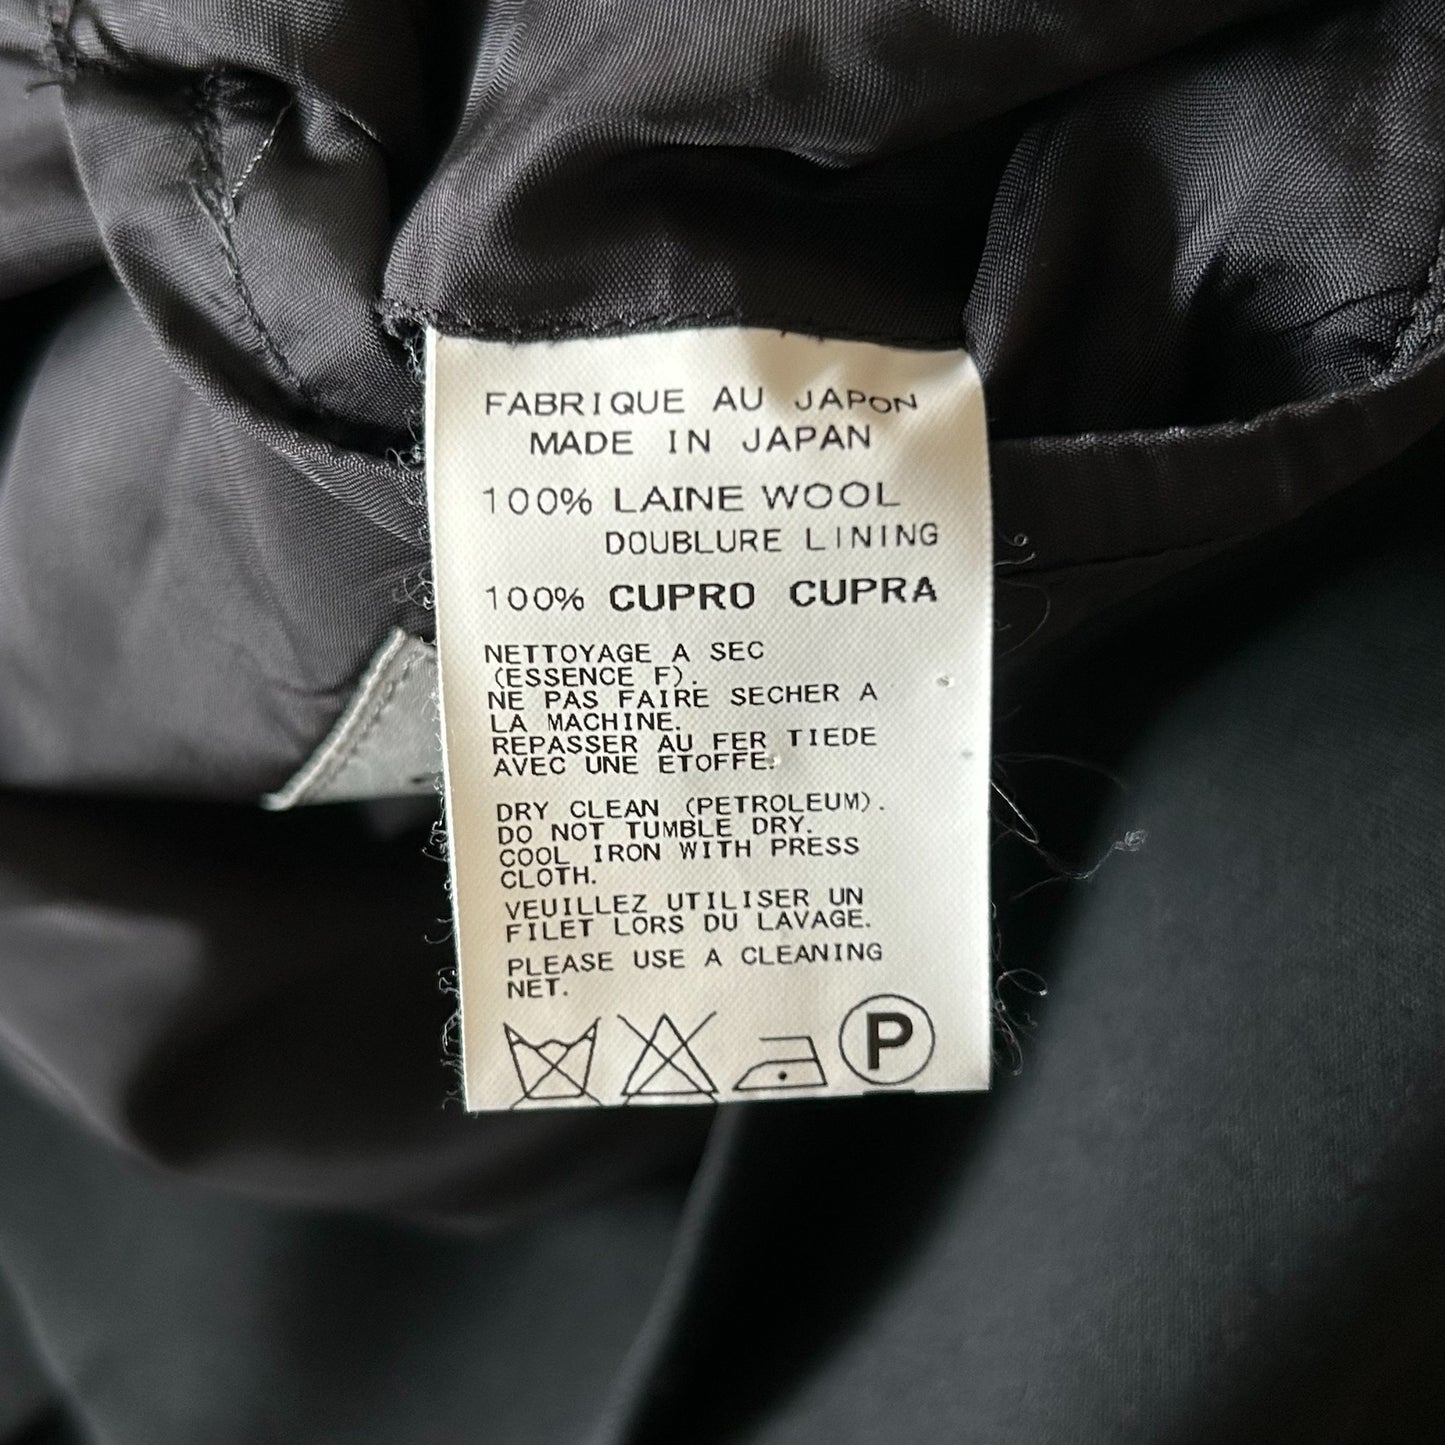 FABRIQUE AU JAPON
MADE IN JAPAN
100% LAINE WOOL
DOUBLURE LINING
100% CUPRO CUPRA
NETTOYAGE A SEC
(ESSENCE F).
NE PAS FAIRE SECHER A
LA MACHINE.
REPASSER AU FER TIEDE
AVEC UNE ETOFFE.
DRY CLEAN (PETROLEUM).
DO NOT TUMBLE DRY.
COOL IRON WITH PRESS
CLOTH.
VEUILLEZ UTILISER UN
FILET LORS DU LAVAGE.
PLEASE USE A CLEANING
NET.
P